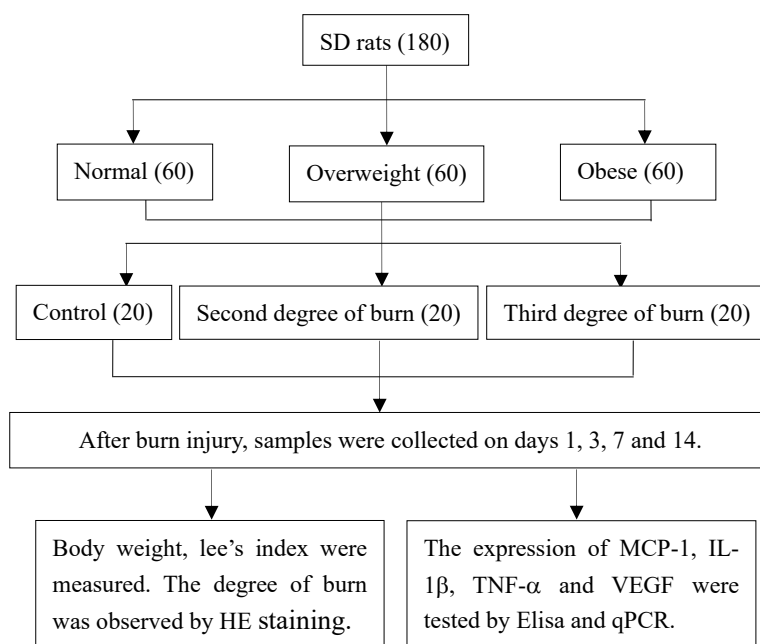 SD rats (180)
Normal (60)
Overweight (60)
Obese (60)
Control (20)
Second degree of burn (20)
Third degree of burn (20)
After burn injury, samples were collected on days 1, 3, 7 and 14.
Body weight, lee's index were
measured. The degree of burn
was observed by HE staining.
The expression of MCP-1, IL-
1β, TNF-α and VEGF were
tested by Elisa and qPCR.